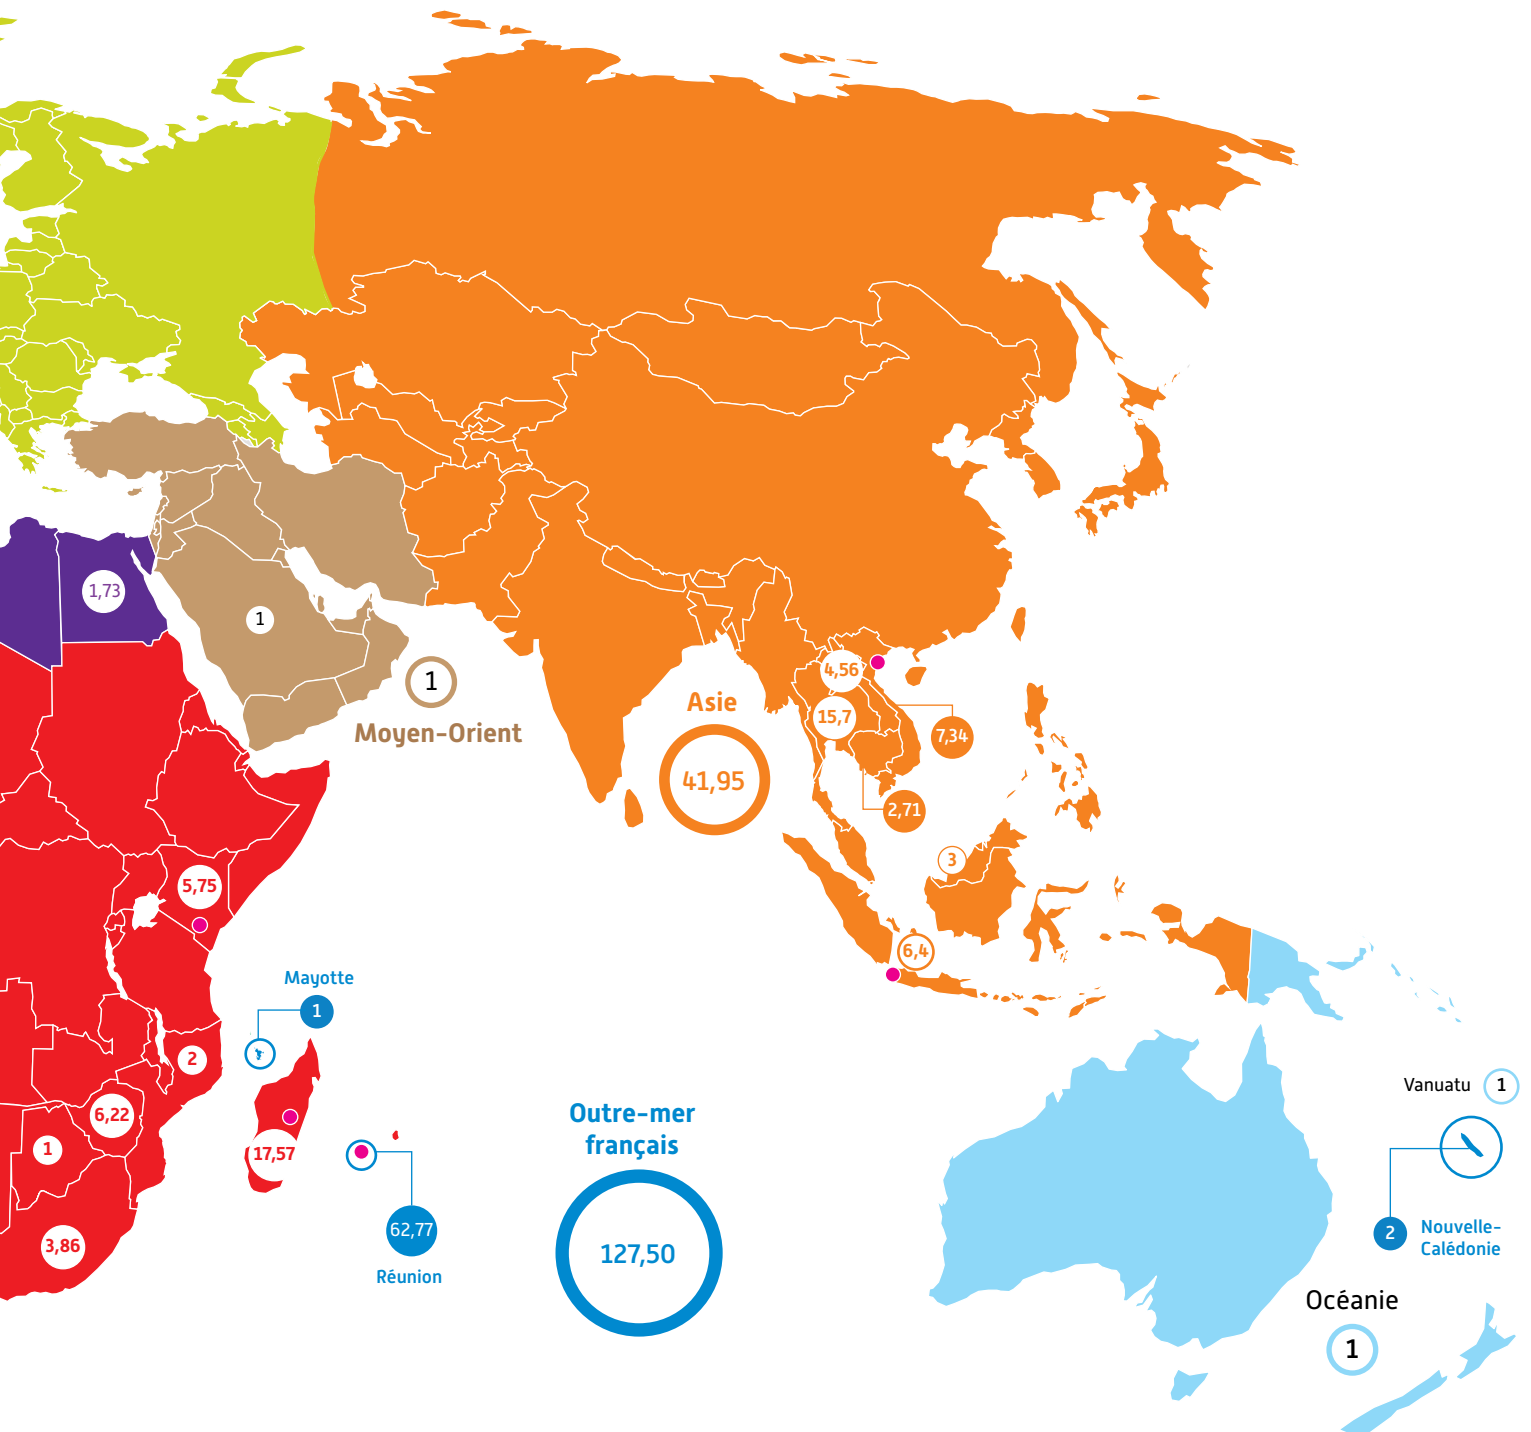 1,73
1
1
Moyen-Orient
Asie
41,95
4,56
15,7
7,34
2,71
3
6,4
5,75
Mayotte
1
2
6,22
1
17,57
3,86
62,77
Réunion
Outre-mer
français
127,50
Vanuatu
1
2
Nouvelle-
Calédonie
Océanie
1